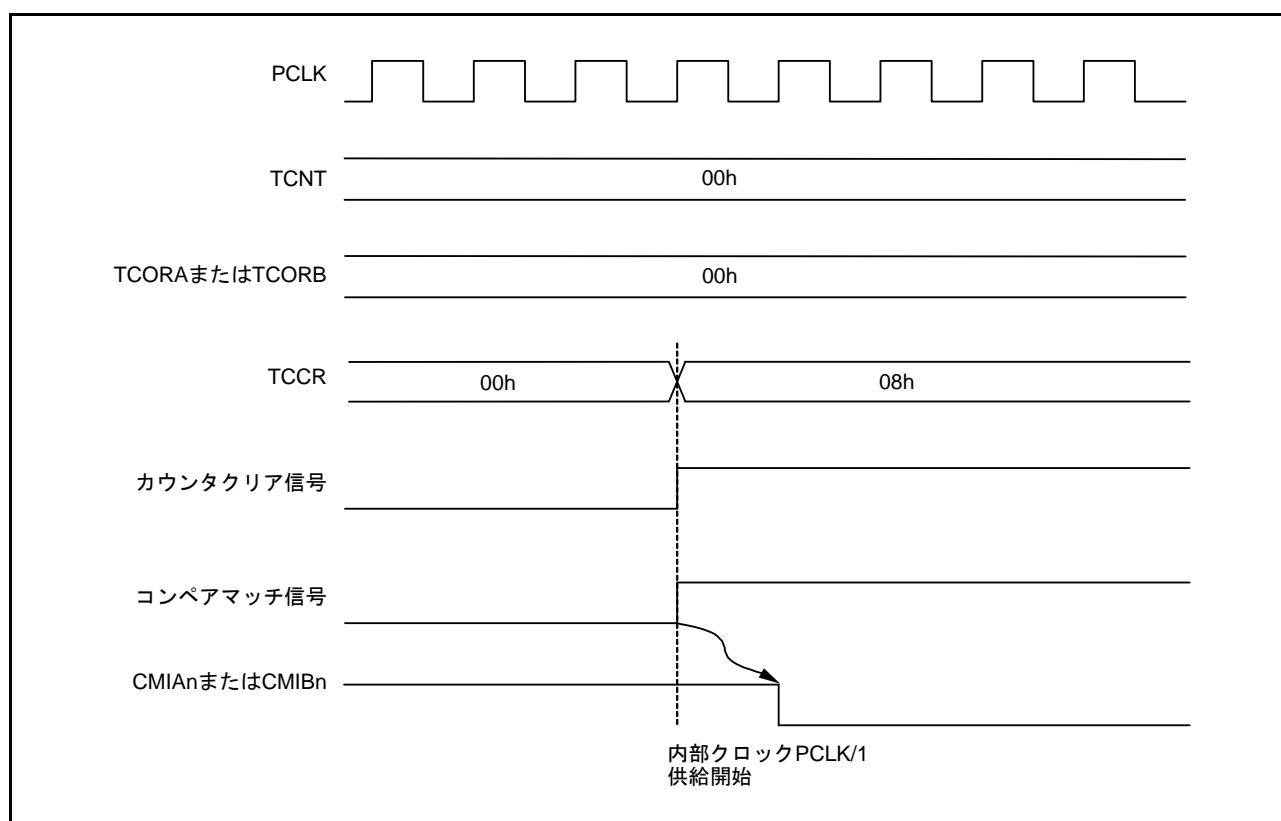 PCLK
TCNT
00h
TCORAまたはTCORB
00h
TCCR
00h
08h
カウンタクリア信号
コンペアマッチ信号
CMIAnまたはCMIBn
内部クロックPCLK/1
供給開始